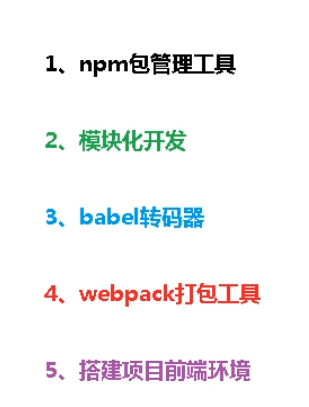 1、npm包管理工具
2、模块化开发
3、babel转码器
4、webpack打包工具
5、搭建项目前端环境